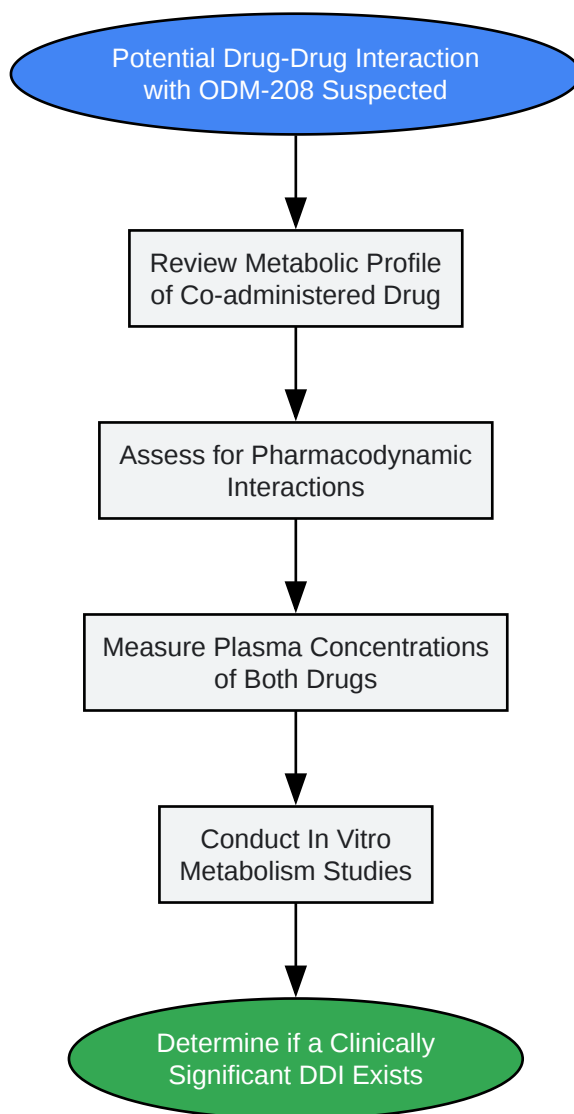 Potential Drug-Drug Interaction
with ODM-208 Suspected
Review Metabolic Profile
of Co-administered Drug
Assess for Pharmacodynamic
Interactions
Measure Plasma Concentrations
of Both Drugs
Conduct In Vitro
Metabolism Studies
Determine if a Clinically
Significant DDI Exists